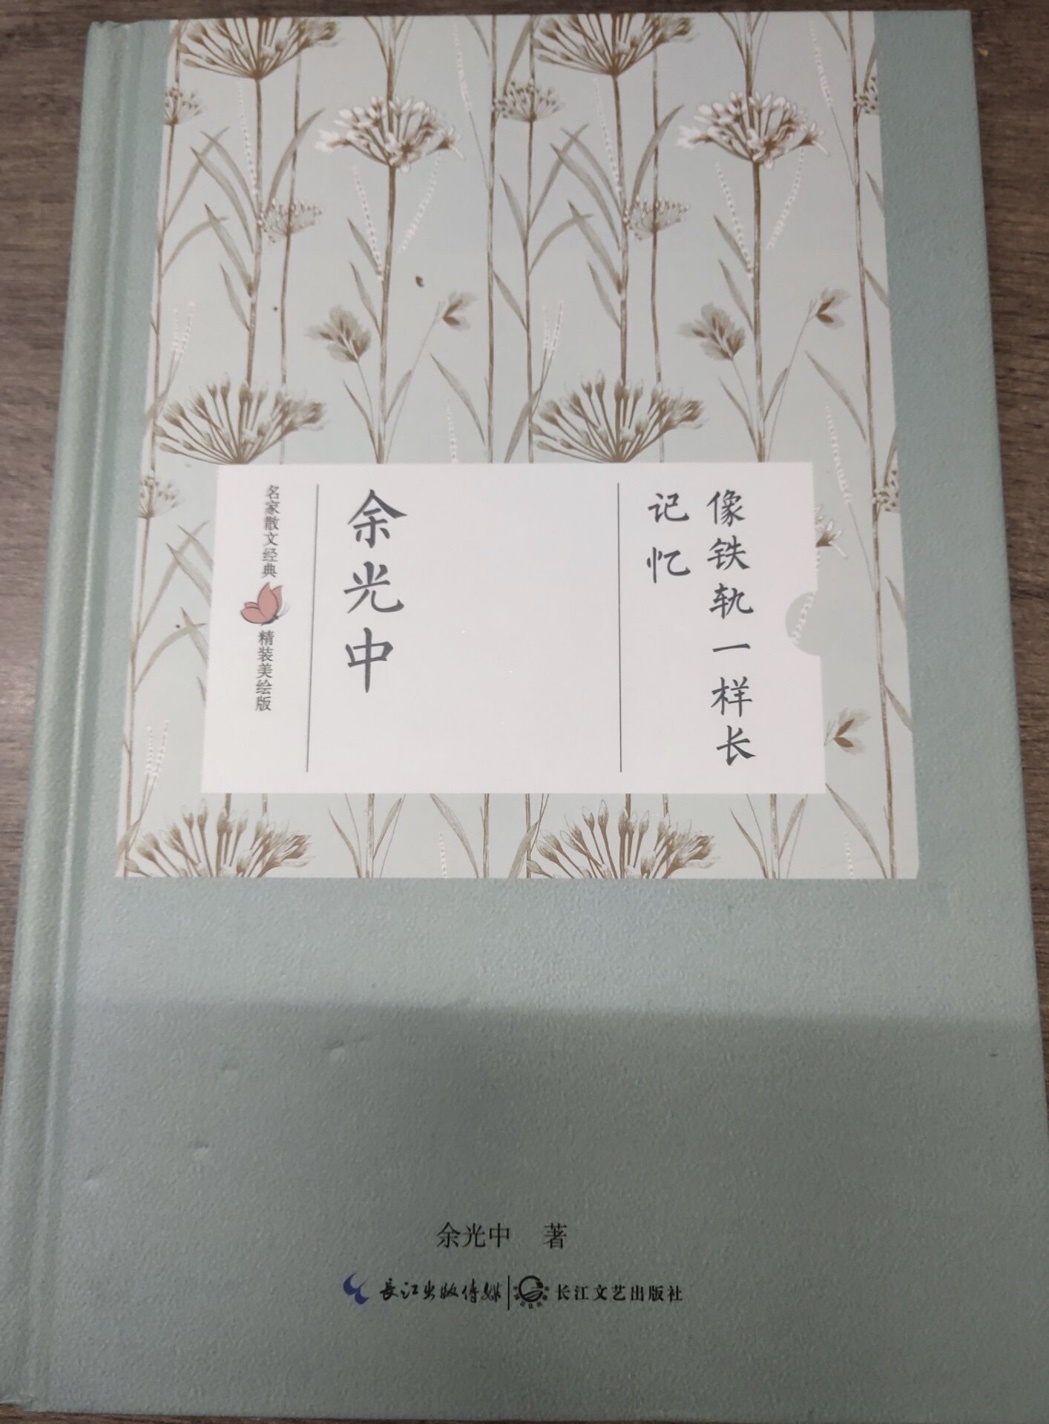 像铁轨一样长
记忆
余光中
名家散文经典
精装美绘版
余光中 著
长江出版传媒
长江文艺出版社